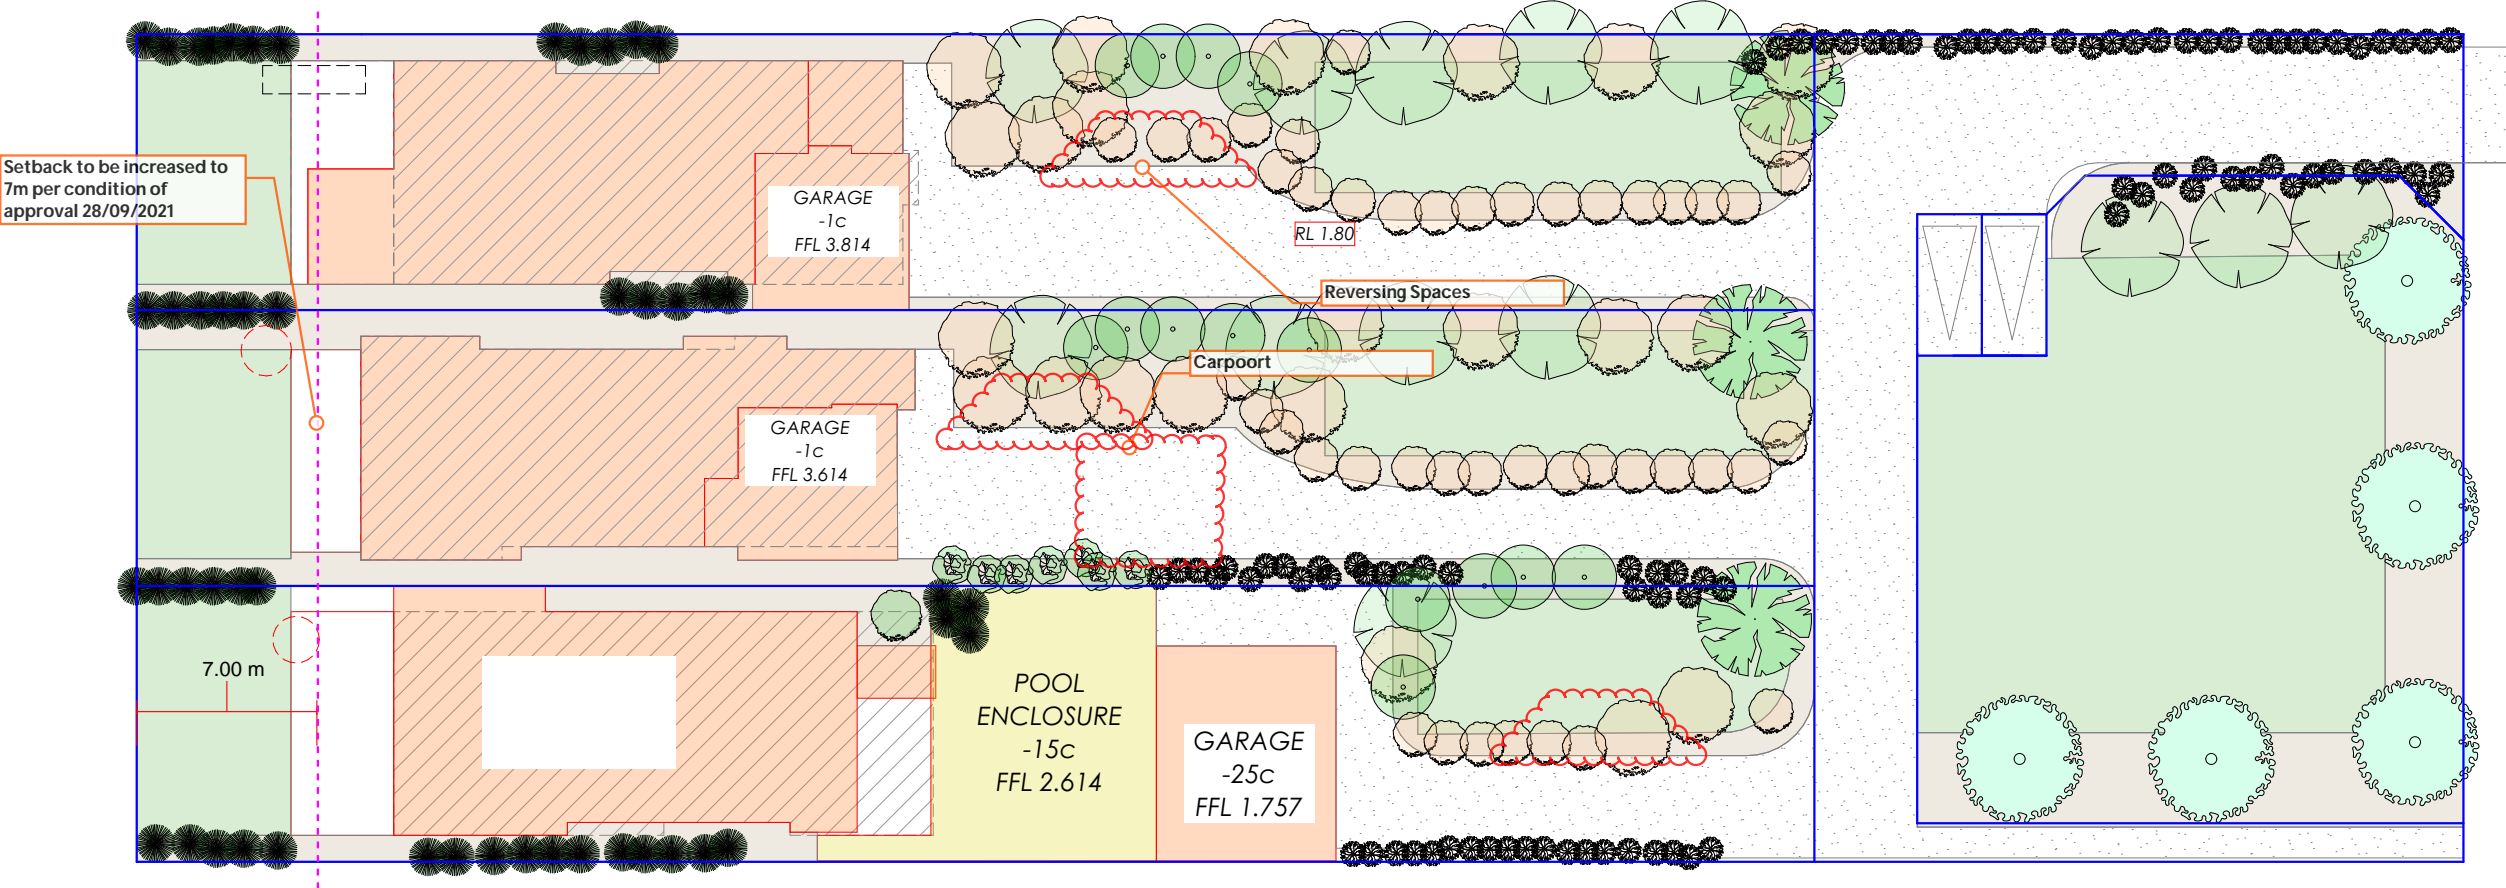 Setback to be increased to
7m per condition of
approval 28/09/2021
GARAGE
-1c
FFL 3.814
RL 1.80
Reversing Spaces
Carpoort
GARAGE
-1c
FFL 3.614
7.00 m
POOL
ENCLOSURE
-15c
FFL 2.614
GARAGE
-25c
FFL 1.757